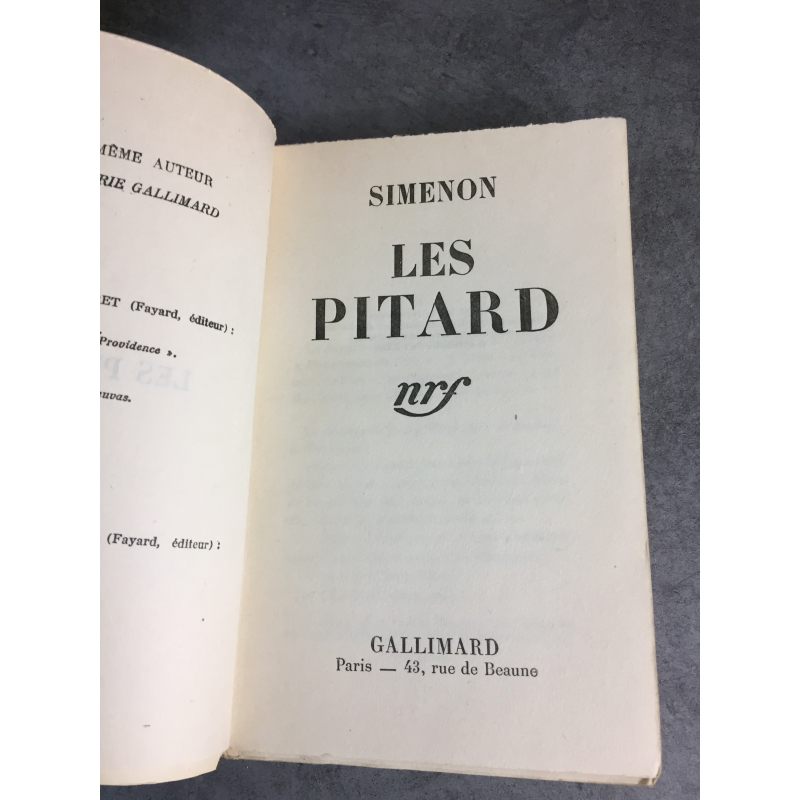 MÊME AUTEUR
RIE GALLIMARD
ET (Fayard, éditeur) :
Providence ».
uvas.
(Fayard, éditeur) :
SIMENON
LES
PITARD
nrf
GALLIMARD
Paris — 43, rue de Beaune